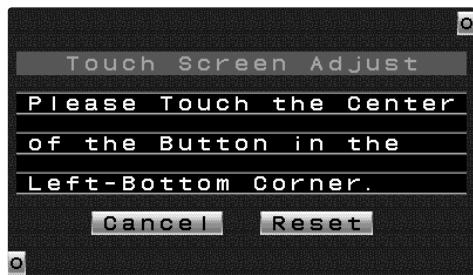 Touch Screen Adjust
Please Touch the Center
of the Button in the
Left-Bottom Corner.
Cancel Reset